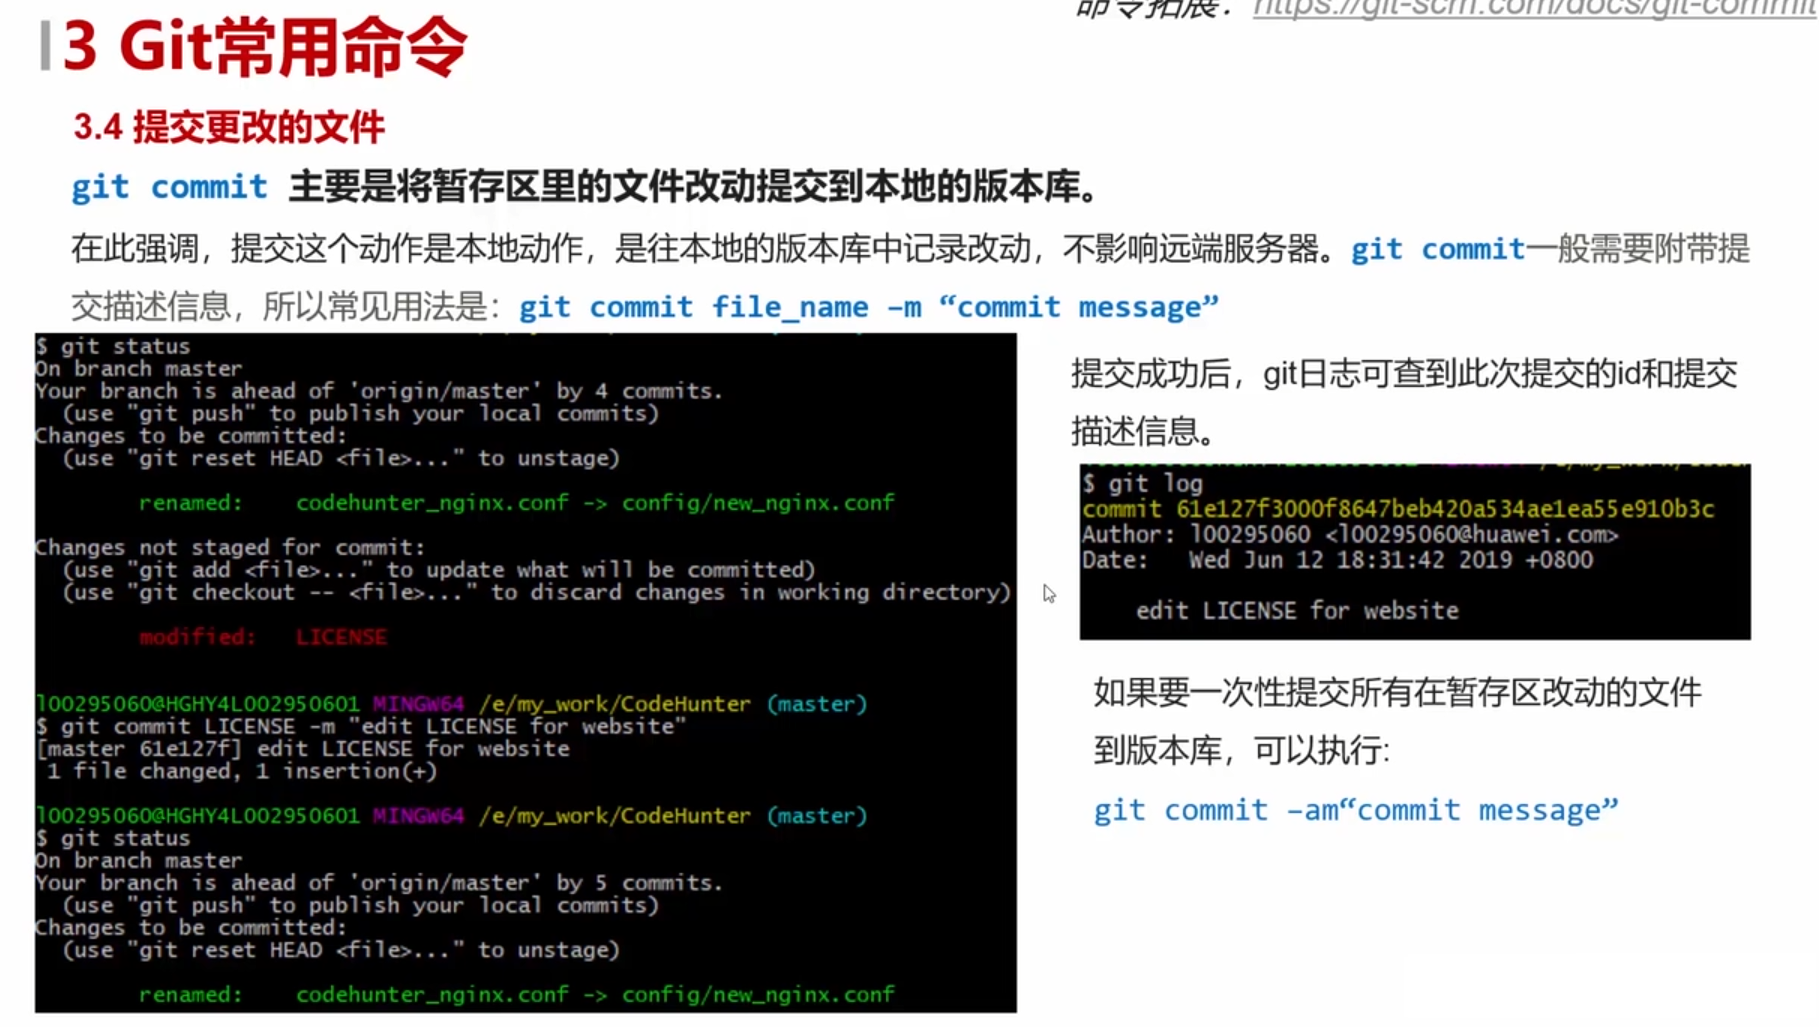 命令拓展：https://git-scm.com/docs/git-commit
3 Git常用命令
3.4 提交更改的文件
git commit 主要是将暂存区里的文件改动提交到本地的版本库。
在此强调，提交这个动作是本地动作，是往本地的版本库中记录改动，不影响远端服务器。git commit一般需要附带提
交描述信息，所以常见用法是：git commit file_name –m “commit message”
$ git status
On branch master
Your branch is ahead of 'origin/master' by 4 commits.
(use "git push" to publish your local commits)
Changes to be committed:
(use "git reset HEAD <file>..." to unstage)
renamed: codehunter_nginx.conf -> config/new_nginx.conf
Changes not staged for commit:
(use "git add <file>..." to update what will be committed)
(use "git checkout -- <file>..." to discard changes in working directory)
modified: LICENSE
l00295060@HGHY4L002950601 MINGW64 /e/my_work/CodeHunter (master)
$ git commit LICENSE -m "edit LICENSE for website"
[master 61e127f] edit LICENSE for website
1 file changed, 1 insertion(+)
l00295060@HGHY4L002950601 MINGW64 /e/my_work/CodeHunter (master)
$ git status
On branch master
Your branch is ahead of 'origin/master' by 5 commits.
(use "git push" to publish your local commits)
Changes to be committed:
(use "git reset HEAD <file>..." to unstage)
renamed: codehunter_nginx.conf -> config/new_nginx.conf
提交成功后，git日志可查到此次提交的id和提交
描述信息。
$ git log
commit 61e127f3000f8647beb420a534ae1ea55e910b3c
Author: l00295060 <l00295060@huawei.com>
Date: Wed Jun 12 18:31:42 2019 +0800
edit LICENSE for website
如果要一次性提交所有在暂存区改动的文件
到版本库，可以执行:
git commit –am“commit message”